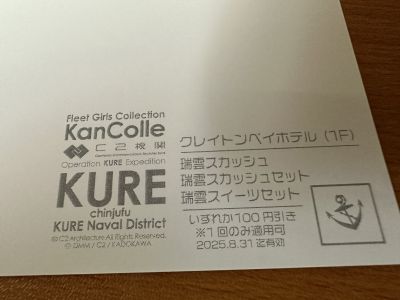 Fleet Girls Collection
KanColle
C2機関
Operation KURE Expedition
KURE
chinjufu
KURE Naval District
© C2 Architecture All Rights Reserved.
© DMM / C2 / KADOKAWA
クレイトンベイホテル (1F)
瑞雲スカッシュ
瑞雲スカッシュセット
瑞雲スイーツセット
いずれか100円引き
※1回のみ適用可
2025.8.31 迄有効